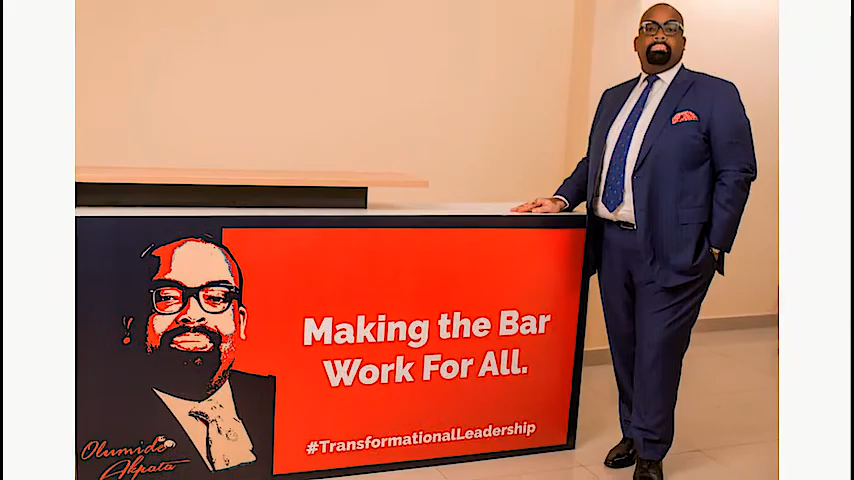 Making the Bar
Work For All.
#TransformationalLeadership
Olumide
Akpata